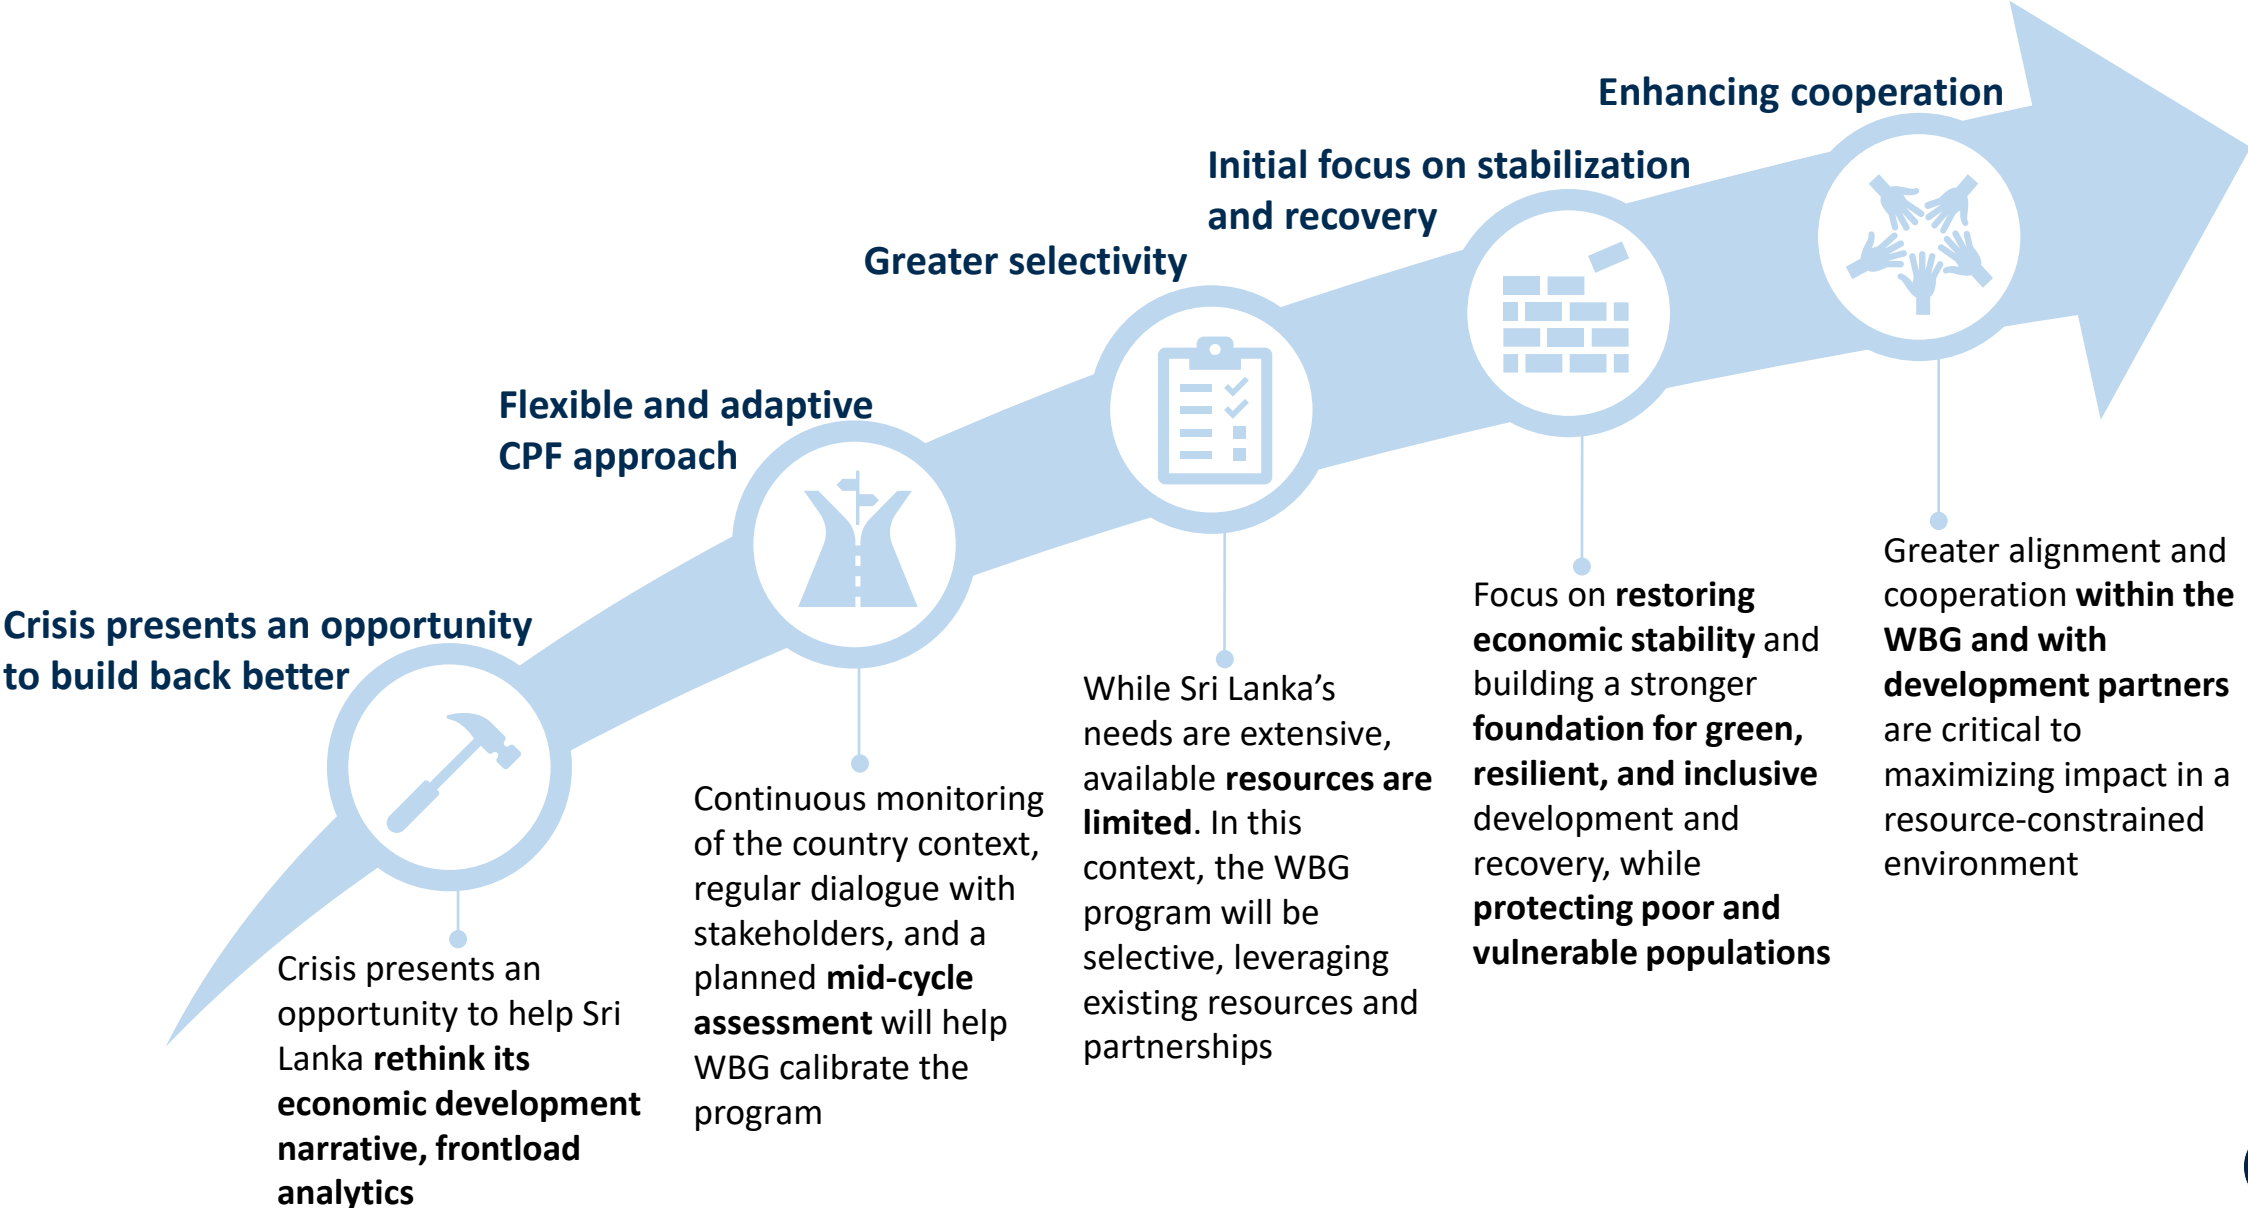 Crisis presents an opportunity
to build back better
Crisis presents an
opportunity to help Sri
Lanka rethink its
economic development
narrative, frontload
analytics
Flexible and adaptive
CPF approach
Continuous monitoring
of the country context,
regular dialogue with
stakeholders, and a
planned mid-cycle
assessment will help
WBG calibrate the
program
Greater selectivity
While Sri Lanka’s
needs are extensive,
available resources are
limited. In this
context, the WBG
program will be
selective, leveraging
existing resources and
partnerships
Initial focus on stabilization
and recovery
Focus on restoring
economic stability and
building a stronger
foundation for green,
resilient, and inclusive
development and
recovery, while
protecting poor and
vulnerable populations
Enhancing cooperation
Greater alignment and
cooperation within the
WBG and with
development partners
are critical to
maximizing impact in a
resource-constrained
environment